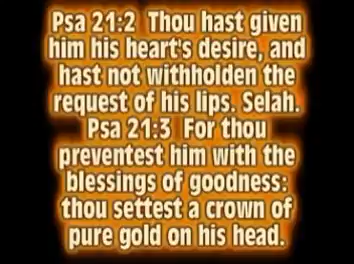 Psa 21:2  Thou hast given
him his heart's desire, and
hast not withholden the
request of his lips. Selah.
Psa 21:3  For thou
preventest him with the
blessings of goodness:
thou settest a crown of
pure gold on his head.